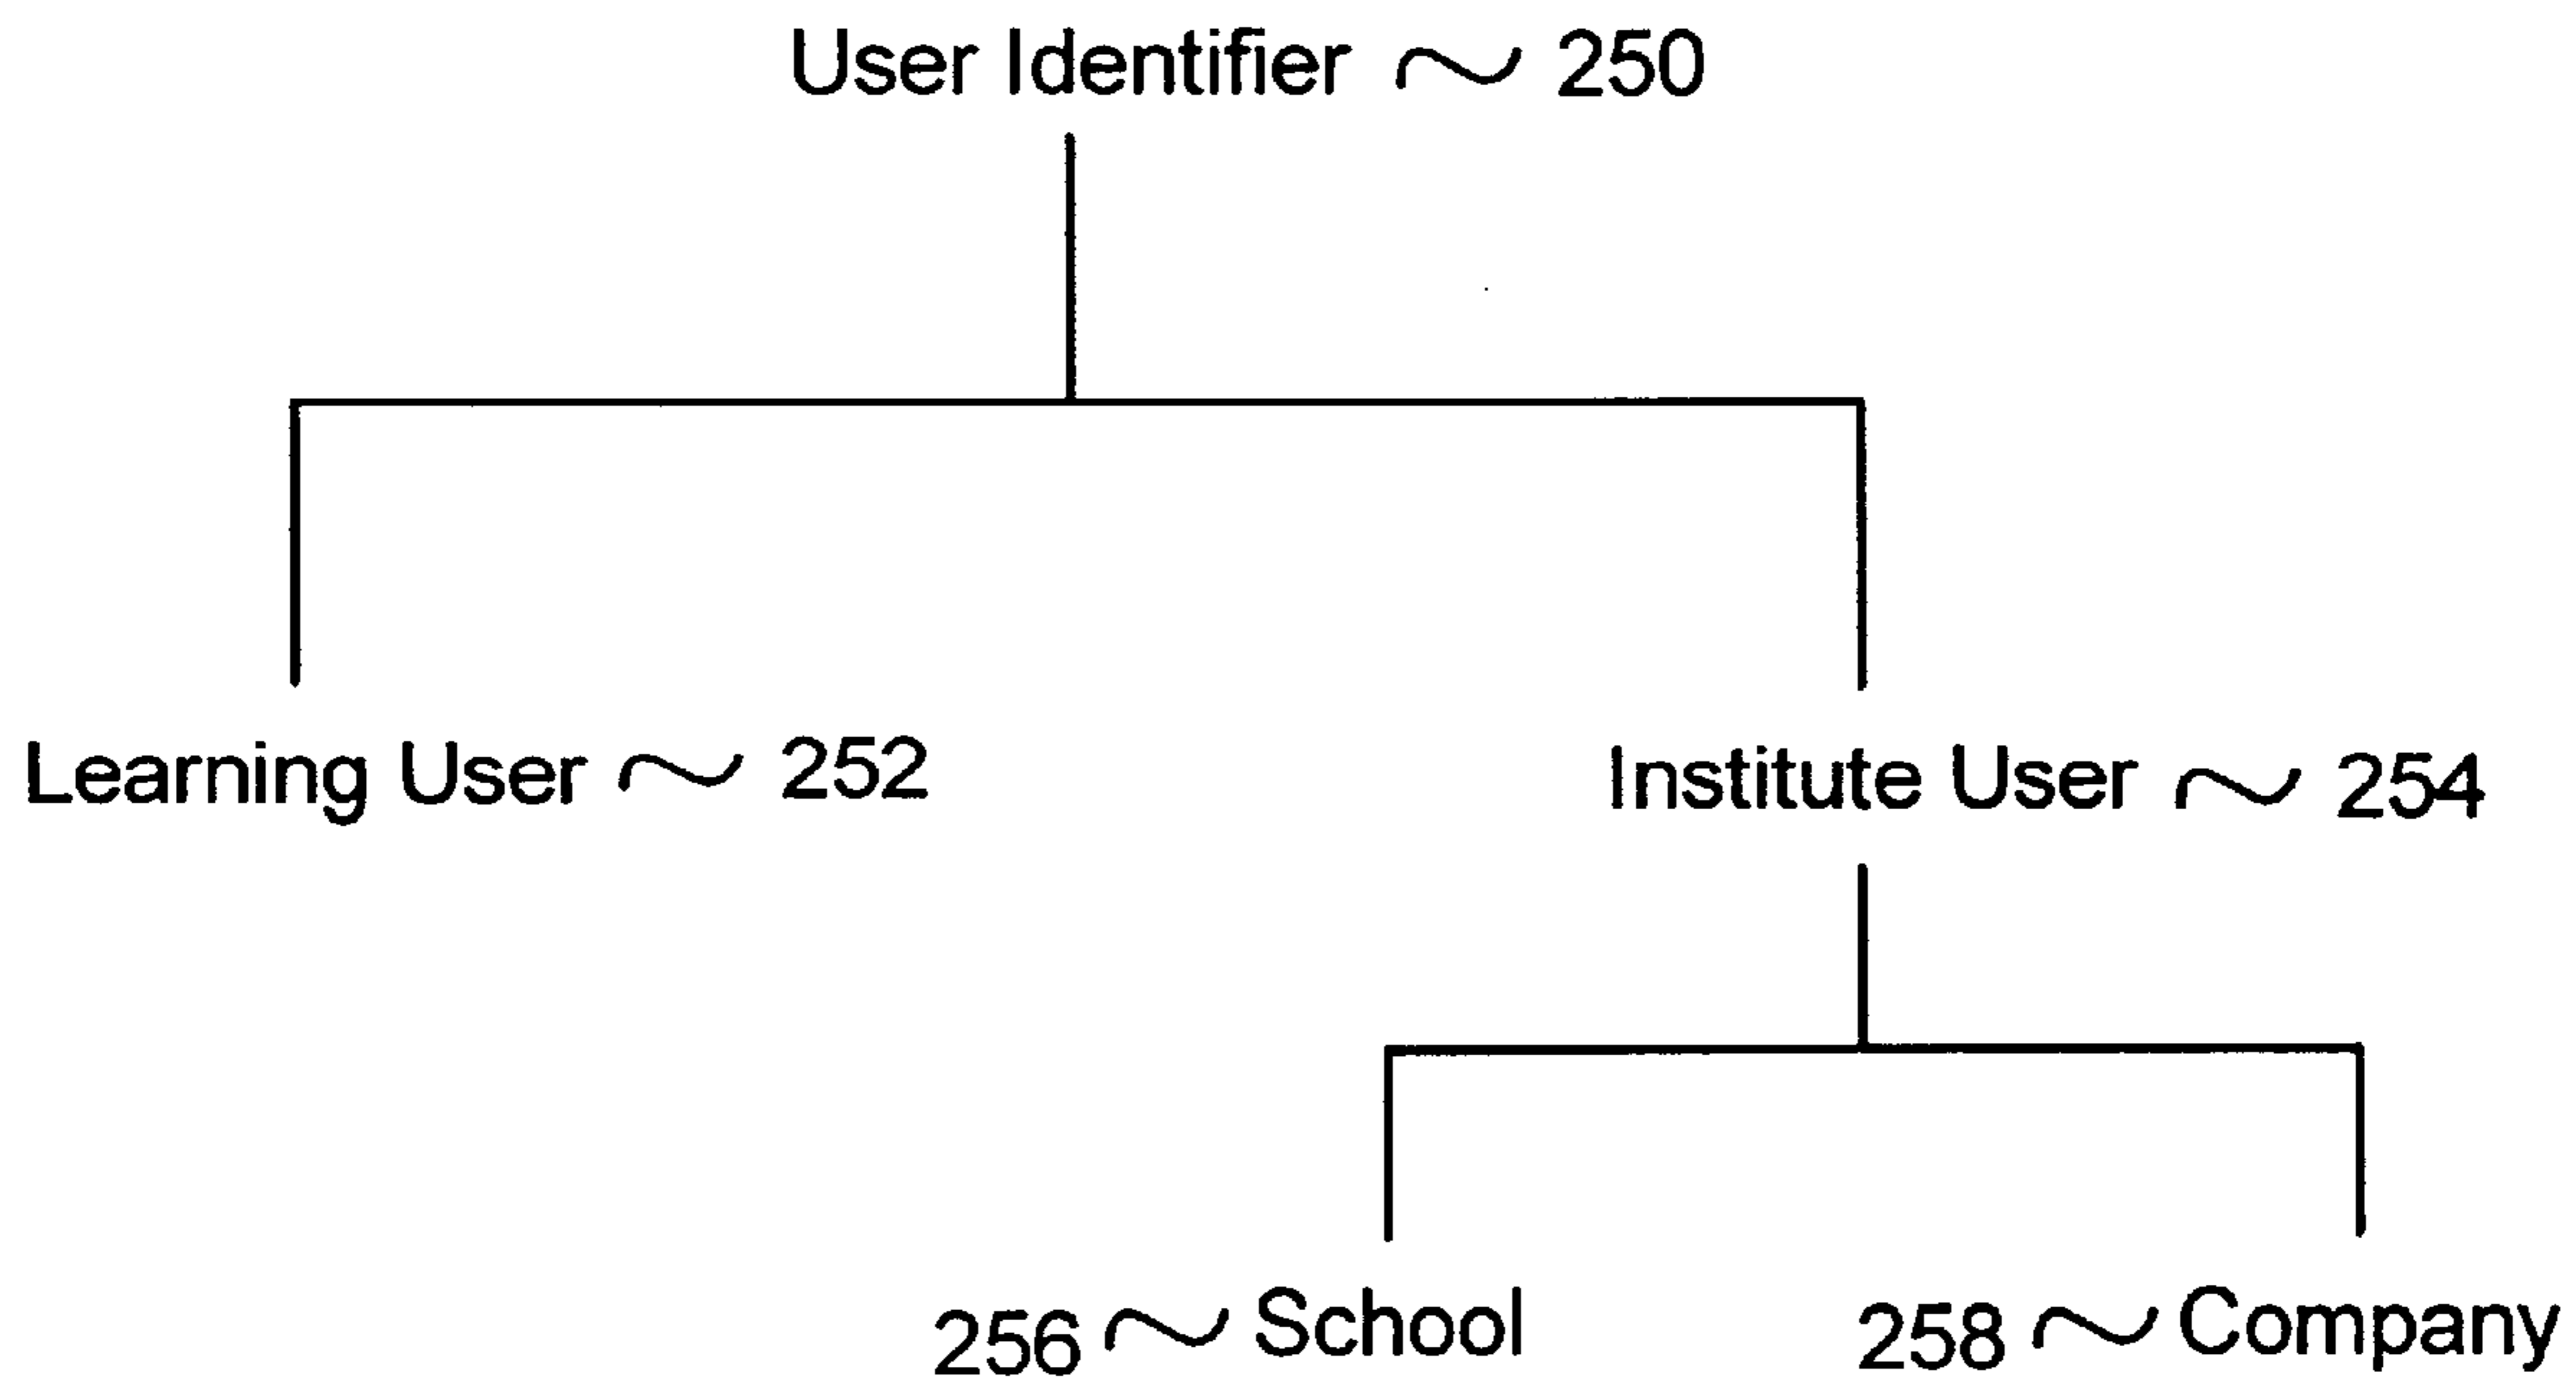 User Identifier ~ 250
Learning User ~ 252
Institute User ~ 254
256 ~ School
258 ~ Company